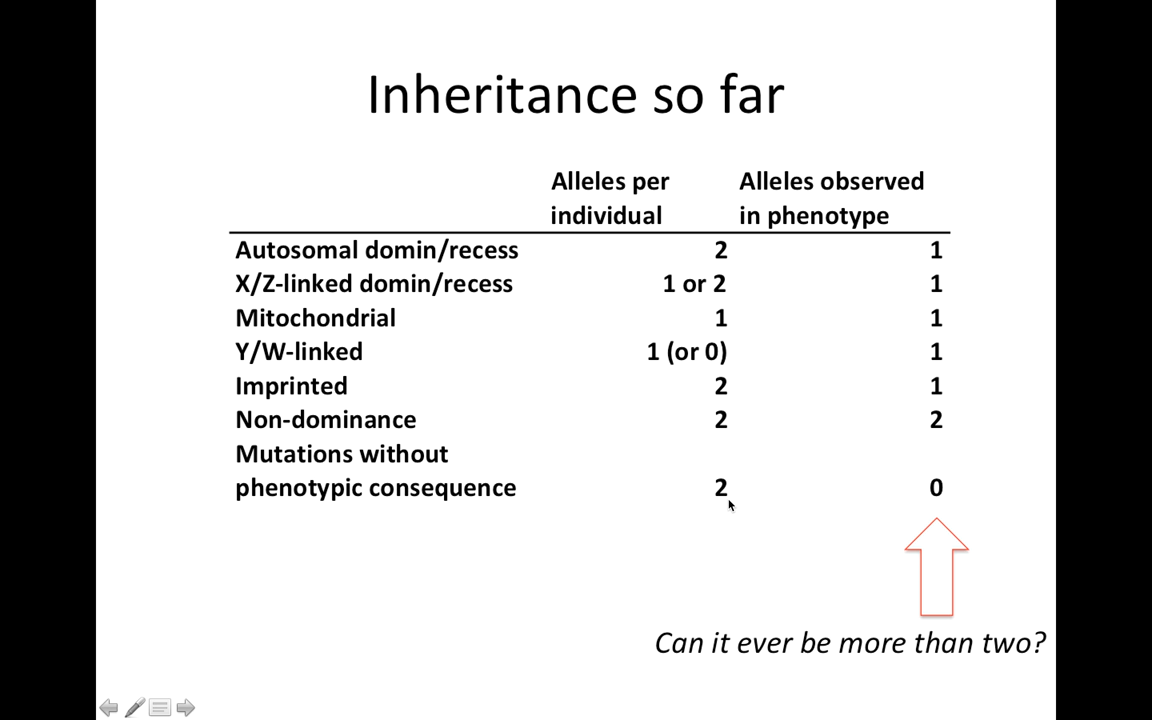 Inheritance so far
Alleles per Alleles observed
individual in phenotype
Autosomal domin/recess 2 1
X/Z-linked domin/recess 1 or 2 1
Mitochondrial 1 1
Y/W-linked 1 (or 0) 1
Imprinted 2 1
Non-dominance 2 2
Mutations without
phenotypic consequence 2 0
Can it ever be more than two?